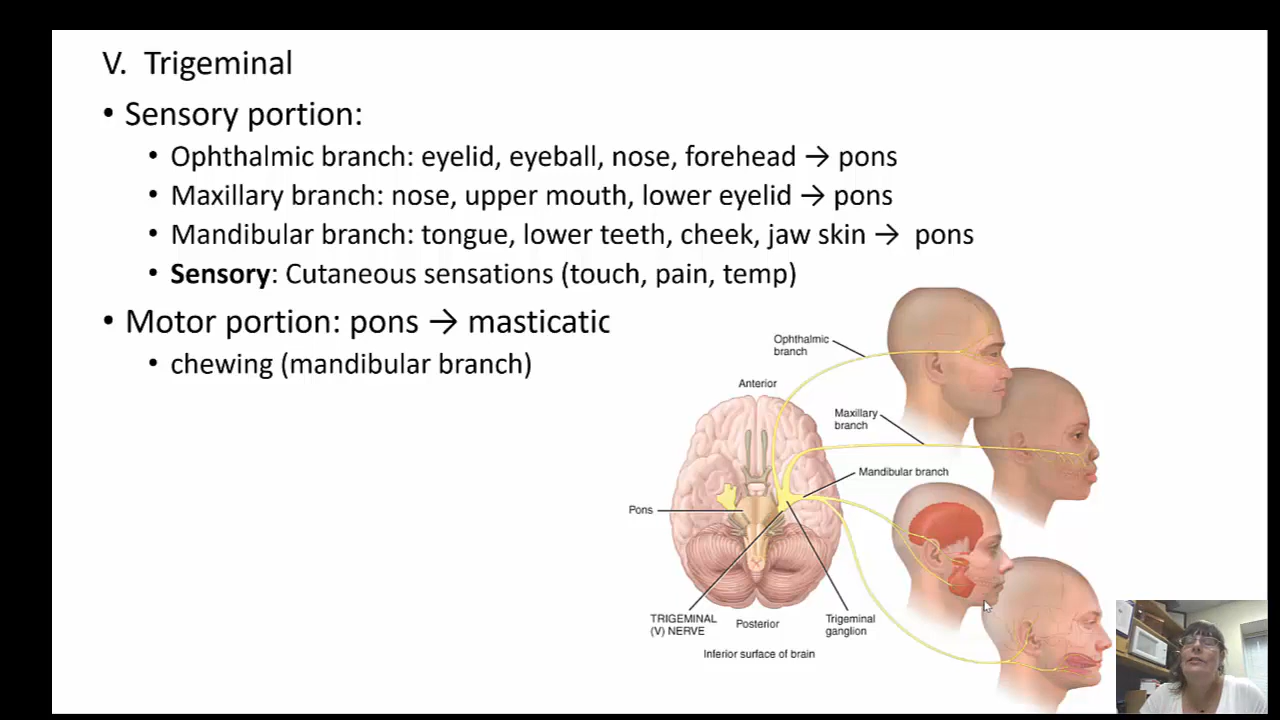 V. Trigeminal
• Sensory portion:
• Ophthalmic branch: eyelid, eyeball, nose, forehead → pons
• Maxillary branch: nose, upper mouth, lower eyelid → pons
• Mandibular branch: tongue, lower teeth, cheek, jaw skin → pons
• Sensory: Cutaneous sensations (touch, pain, temp)
• Motor portion: pons → masticatic
• chewing (mandibular branch)
Ophthalmic
branch
Anterior
Maxillary
branch
Mandibular branch
Pons
TRIGEMINAL
(V) NERVE
Posterior
Trigeminal
ganglion
Inferior surface of brain